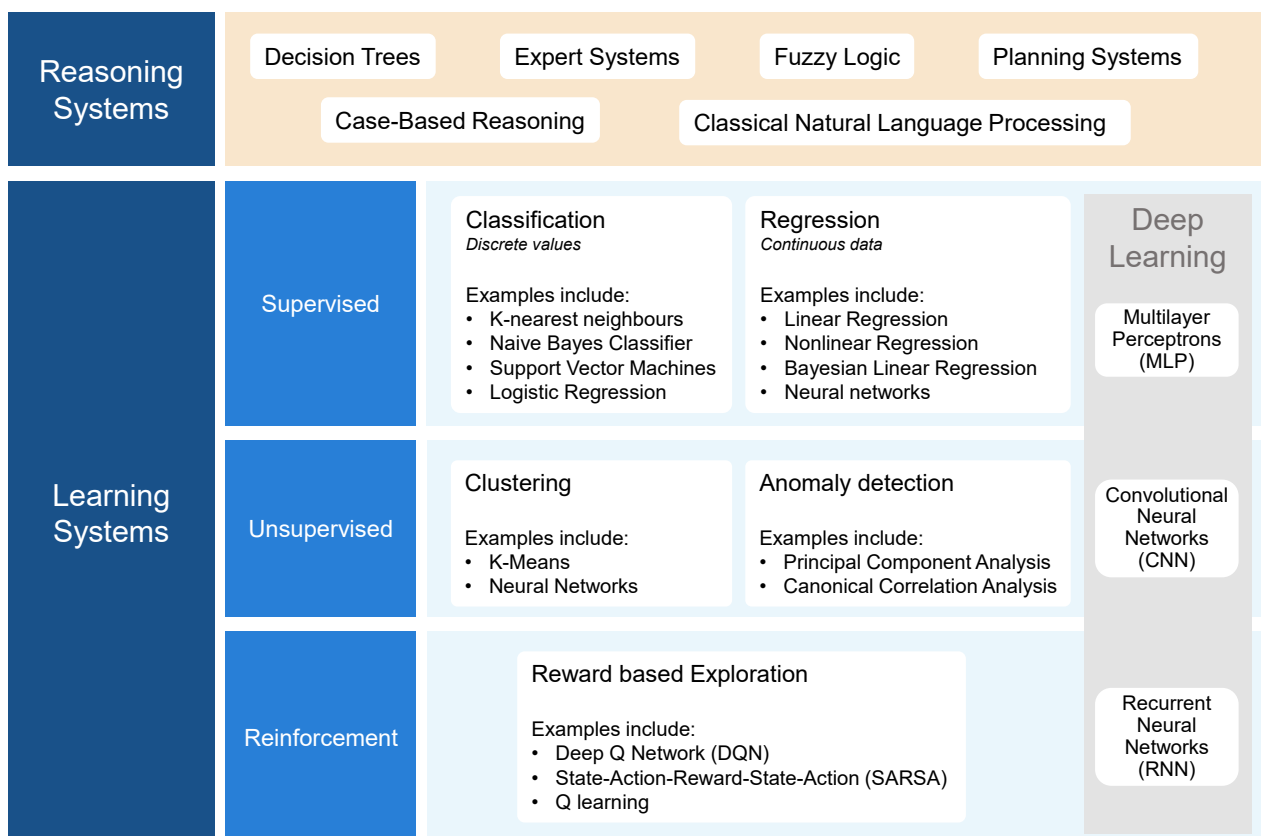 Reasoning
Systems
Decision Trees
Expert Systems
Fuzzy Logic
Planning Systems
Case-Based Reasoning
Classical Natural Language Processing
Learning
Systems
Supervised
Classification
Discrete values
Examples include:
• K-nearest neighbours
• Naive Bayes Classifier
• Support Vector Machines
• Logistic Regression
Regression
Continuous data
Examples include:
• Linear Regression
• Nonlinear Regression
• Bayesian Linear Regression
• Neural networks
Unsupervised
Clustering
Examples include:
• K-Means
• Neural Networks
Anomaly detection
Examples include:
• Principal Component Analysis
• Canonical Correlation Analysis
Reinforcement
Reward based Exploration
Examples include:
• Deep Q Network (DQN)
• State-Action-Reward-State-Action (SARSA)
• Q learning
Deep
Learning
Multilayer
Perceptrons
(MLP)
Convolutional
Neural
Networks
(CNN)
Recurrent
Neural
Networks
(RNN)